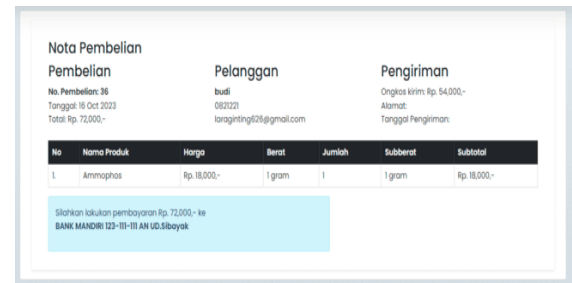 Nota Pembelian
Pembelian
No. Pembelian: 36
Tanggal: 16 Oct 2023
Total: Rp. 72,000,-
Pelanggan
budi
0821221
laraginting626@gmail.com
Pengiriman
Ongkos kirim: Rp. 54,000,-
Alamat:
Tanggal Pengiriman:
No Nama Produk Harga Berat Jumlah Subberat Subtotal
1. Ammophos Rp. 18,000,- 1 gram 1 1 gram Rp. 18,000,-
Silahkan lakukan pembayaran Rp. 72,000,- ke
BANK MANDIRI 123-111-111 AN UD.Sibayak